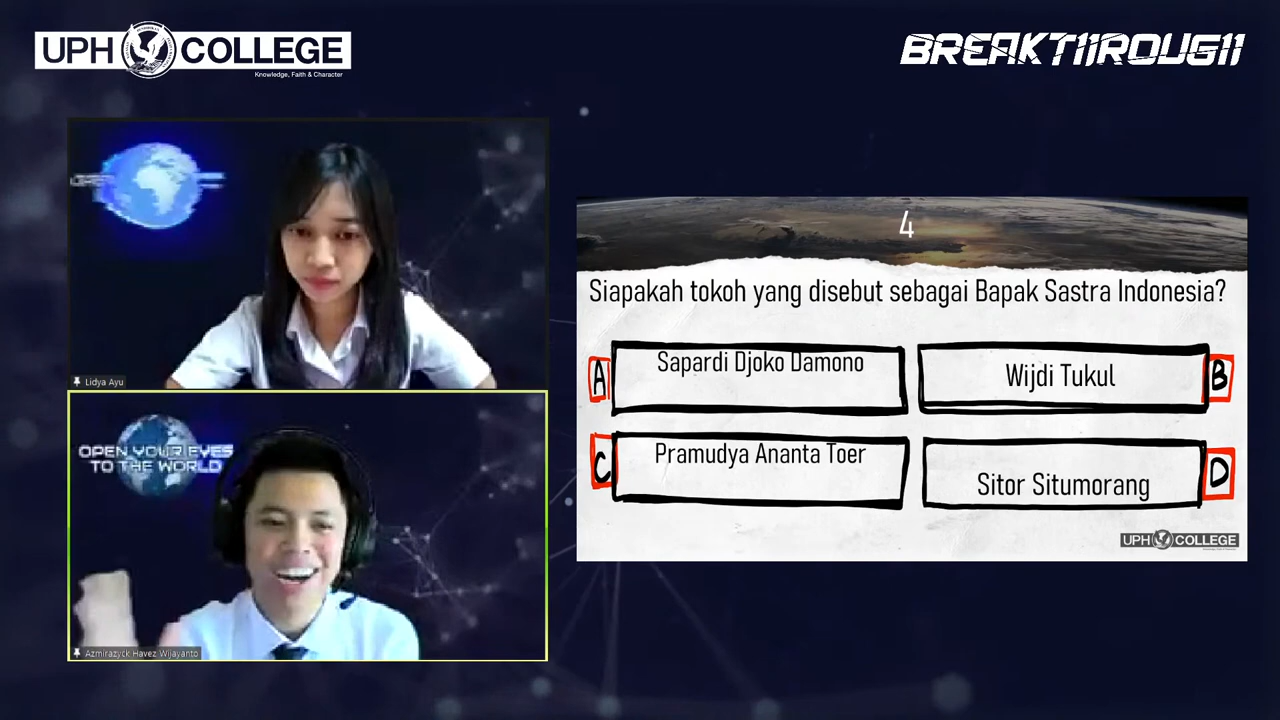 UPH COLLEGE
Knowledge, Faith & Character
BREAKT11ROUG11
Lidya Ayu
OPEN YOUR EYES
TO THE WORLD
Azmirazyck Havez Wijayanto
4
Siapakah tokoh yang disebut sebagai Bapak Sastra Indonesia?
A
Sapardi Djoko Damono
Wijdi Tukul
B
C
Pramudya Ananta Toer
Sitor Situmorang
D
UPH COLLEGE